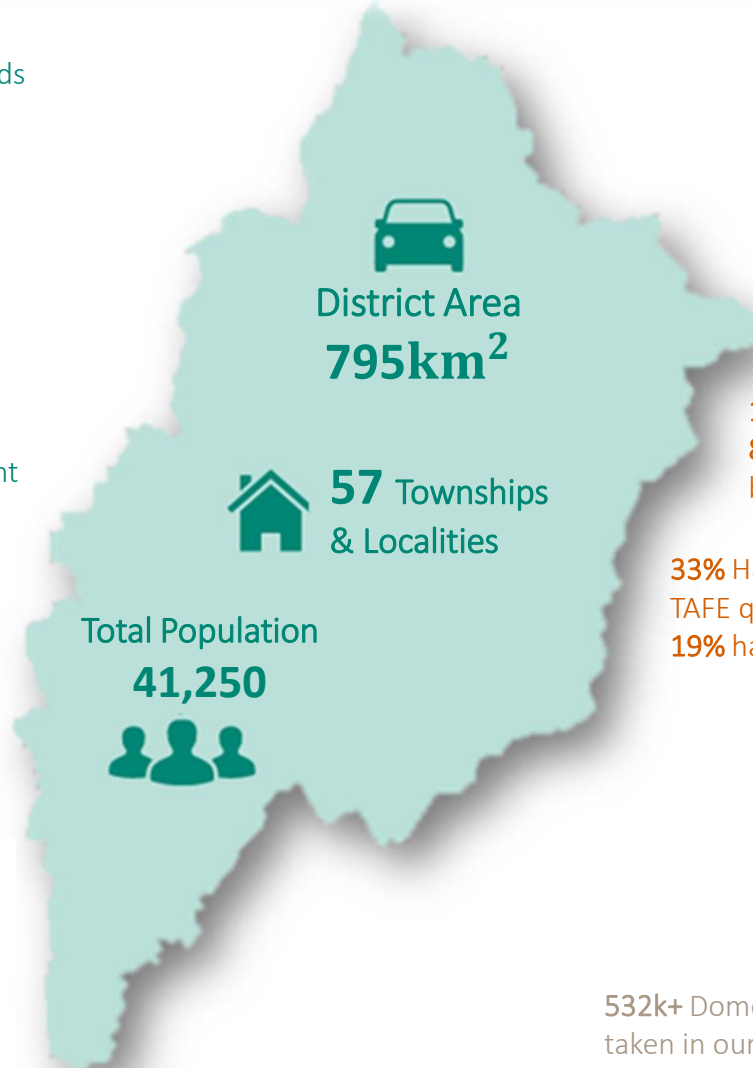 District Area
795km²
57 Townships
& Localities
33%
TAFE
Total Population
19%
41,250
532k+
taken in our